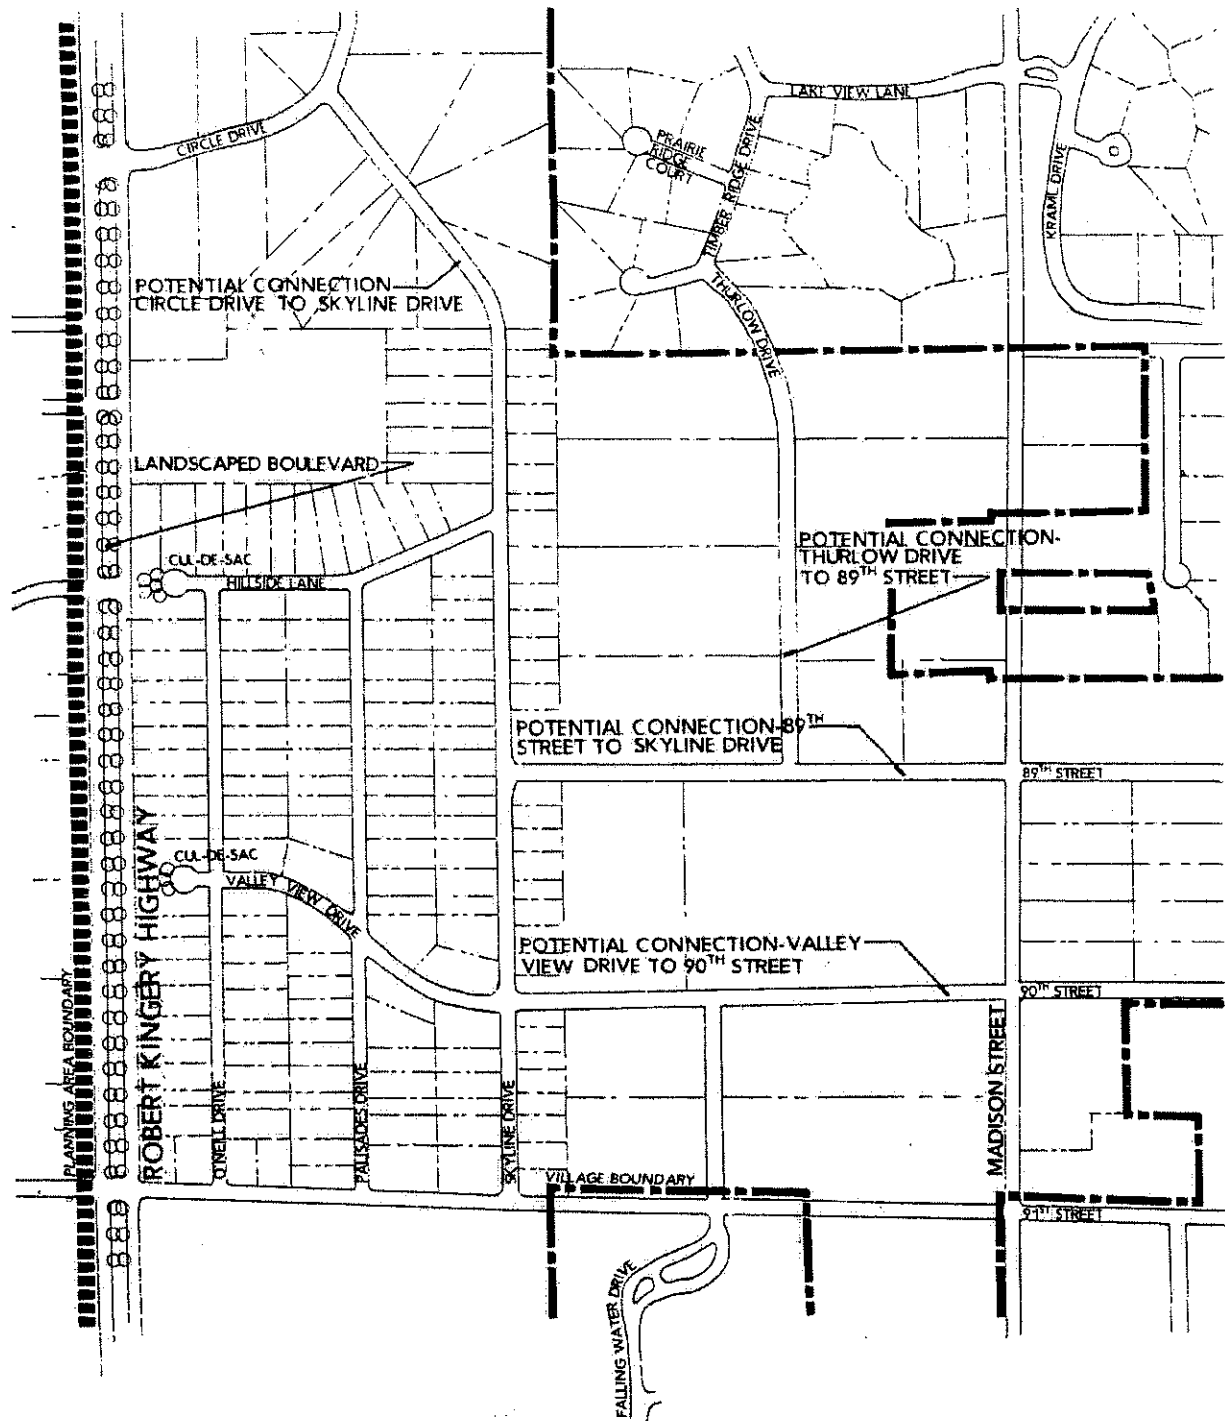 LAKE VIEW LANE
CIRCLE DRIVE
PRAIRIE
RIDGE
COURT
TIMBER RIDGE DRIVE
KRAML DRIVE
POTENTIAL CONNECTION
CIRCLE DRIVE TO SKYLINE DRIVE
THURLOW DRIVE
LANDSCAPED BOULEVARD
POTENTIAL CONNECTION-
THURLOW DRIVE
TO 89TH STREET
CUL-DE-SAC
HILLSIDE LANE
POTENTIAL CONNECTION-89TH
STREET TO SKYLINE DRIVE
89TH STREET
CUL-DE-SAC
VALLEY VIEW DRIVE
POTENTIAL CONNECTION-VALLEY
VIEW DRIVE TO 90TH STREET
90TH STREET
PLANNING AREA BOUNDARY
ROBERT KINGERY HIGHWAY
O'NELL DRIVE
PALISADES DRIVE
SKYLINE DRIVE
MADISON STREET
VILLAGE BOUNDARY
91ST STREET
FALLING WATER DRIVE